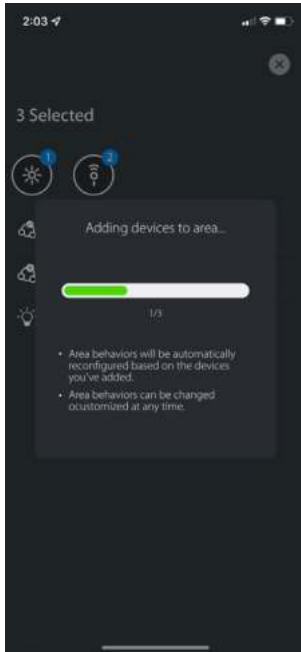 2:03
3 Selected
1
2
Adding devices to area...
1/3
• Area behaviors will be automatically
reconfigured based on the devices
you've added.
• Area behaviors can be changed
ocustomized at any time.